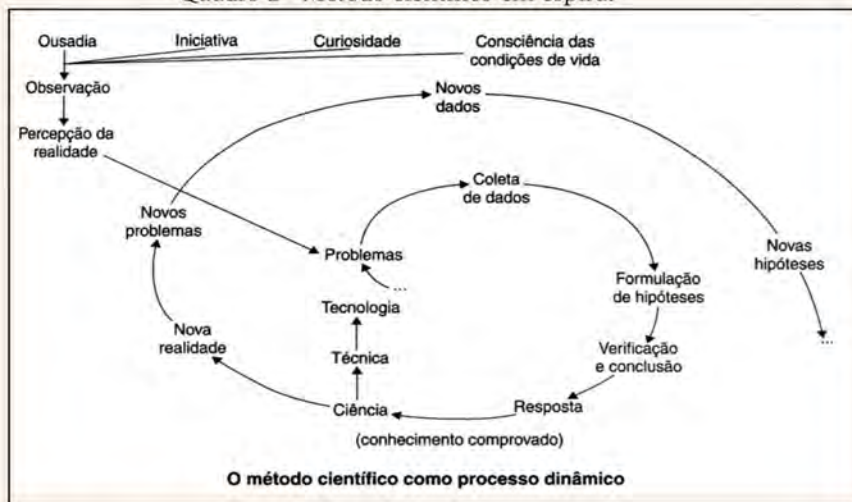 Ousadia
Iniciativa
Curiosidade
Consciência das
condições de vida
Observação
Percepção da
realidade
Novos
dados
Coleta
de dados
Novos
problemas
Problemas
...
Novas
hipóteses
Formulação
de hipóteses
...
Tecnologia
Nova
realidade
Técnica
Verificação
e conclusão
Ciência
Resposta
(conhecimento comprovado)
O método científico como processo dinâmico